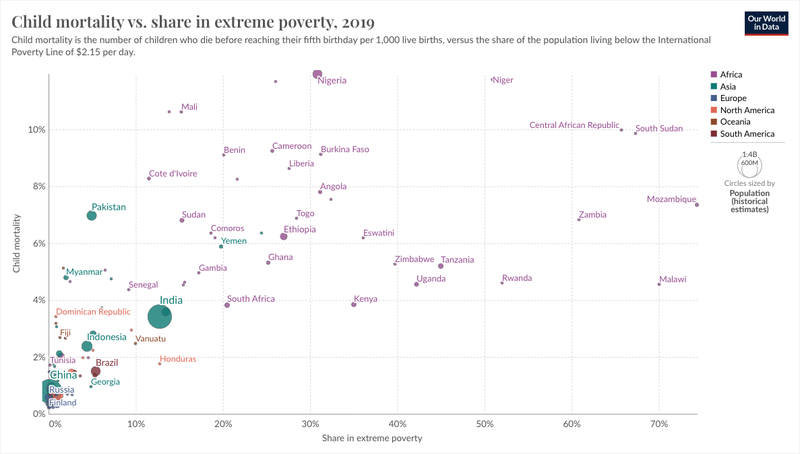 Child mortality vs. share in extreme poverty, 2019
Our World
in Data
Child mortality is the number of children who die before reaching their fifth birthday per 1,000 live births, versus the share of the population living below the International
Poverty Line of $2.15 per day.
Nigeria
Niger
Mali
10%
Central African Republic
South Sudan
Benin
Cameroon
Burkina Faso
Liberia
Cote d'Ivoire
8%
Angola
Mozambique
Pakistan
Sudan
Togo
Zambia
Comoros
Ethiopia
Eswatini
6%
Yemen
Ghana
Zimbabwe
Tanzania
Gambia
Myanmar
Uganda
Rwanda
Malawi
Senegal
4%
India
South Africa
Kenya
Dominican Republic
Fiji
Indonesia
Vanuatu
2%
Tunisia
Brazil
Honduras
China
Georgia
Russia
Finland
0%
Child mortality
0%
10%
20%
30%
40%
50%
60%
70%
Share in extreme poverty
Africa
Asia
Europe
North America
Oceania
South America
1:4B
600M
Circles sized by
Population
(historical
estimates)